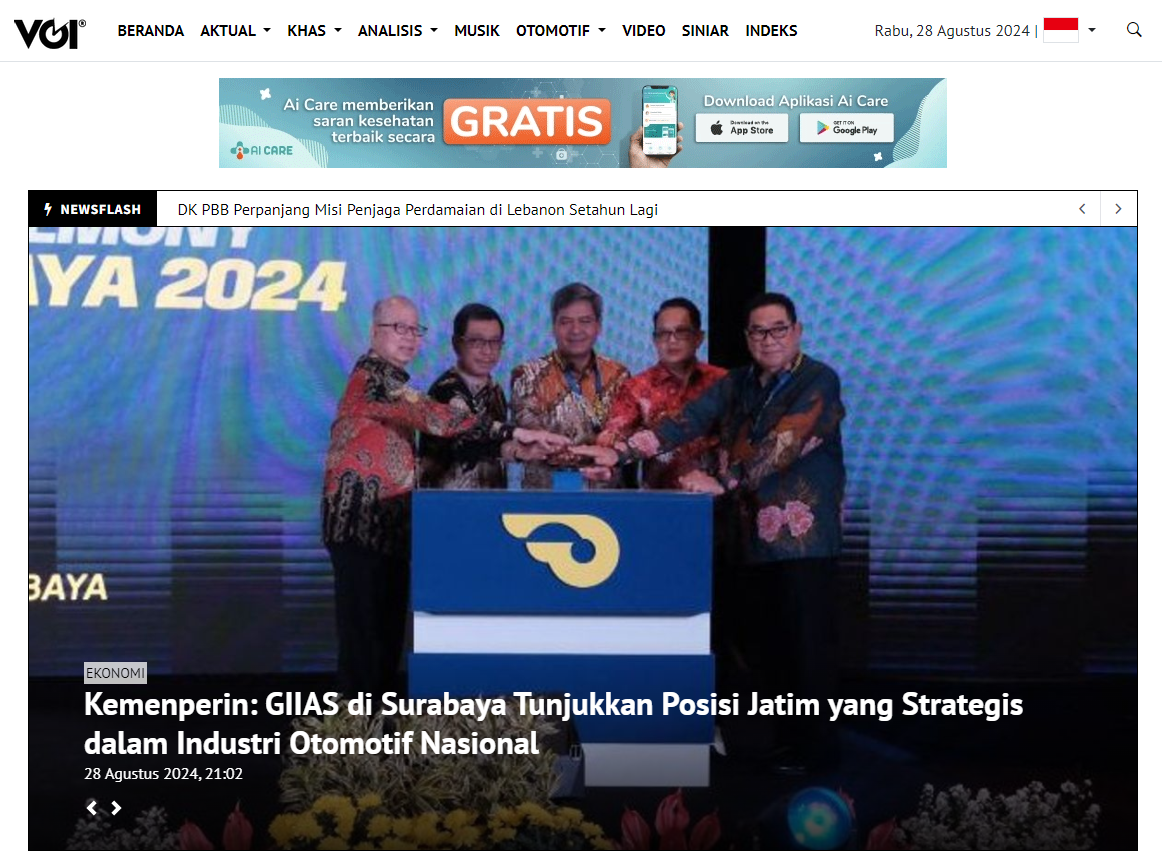 VOI®
BERANDA AKTUAL KHAS ANALISIS MUSIK OTOMOTIF VIDEO SINIAR INDEKS
Rabu, 28 Agustus 2024 |
Ai Care memberikan
saran kesehatan
terbaik secara
GRATIS
AI CARE
Download Aplikasi Ai Care
Download on the
App Store
GET IT ON
Google Play
NEWSFLASH
DK PBB Perpanjang Misi Penjaga Perdamaian di Lebanon Setahun Lagi
EMONY
AYA 2024
BAYA
EKONOMI
Kemenperin: GIIAS di Surabaya Tunjukkan Posisi Jatim yang Strategis
dalam Industri Otomotif Nasional
28 Agustus 2024, 21:02